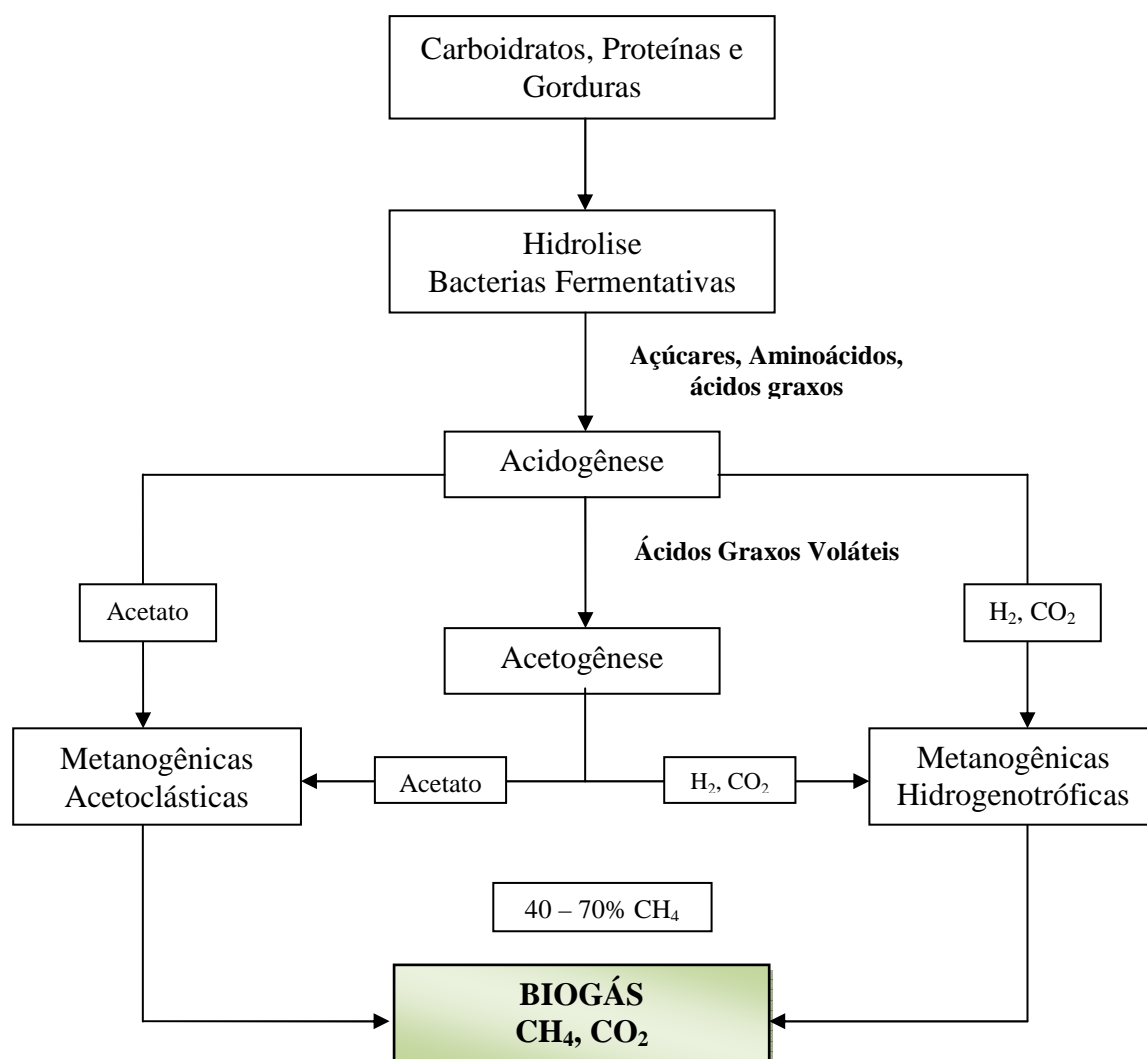 Carboidratos, Proteínas e
Gorduras
Hidrolise
Bacterias Fermentativas
Açúcares, Aminoácidos,
ácidos graxos
Acidogênese
Ácidos Graxos Voláteis
Acetato
H₂, CO₂
Acetogênese
Metanogênicas
Acetoclásticas
Acetato
H₂, CO₂
Metanogênicas
Hidrogenotróficas
40 – 70% CH₄
BIOGÁS
CH₄, CO₂